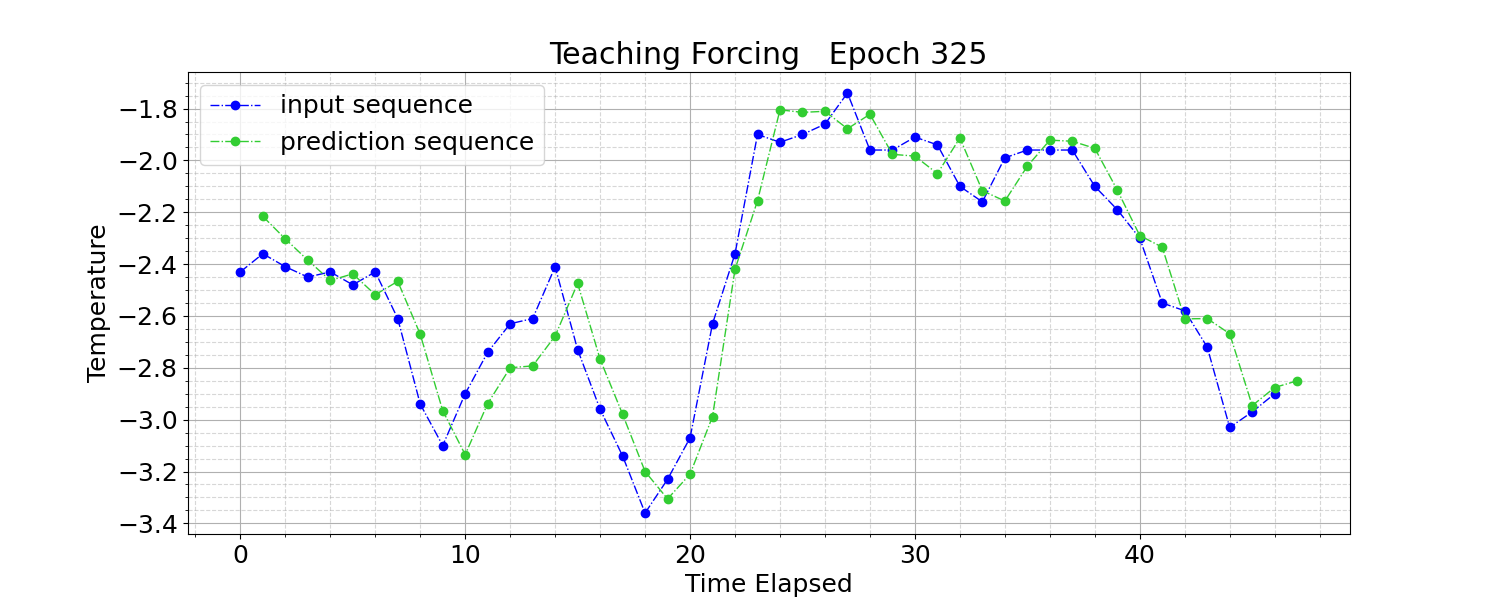 Teaching Forcing   Epoch 325
input sequence
prediction sequence
Temperature
−1.8
−2.0
−2.2
−2.4
−2.6
−2.8
−3.0
−3.2
−3.4
0 10 20 30 40
Time Elapsed